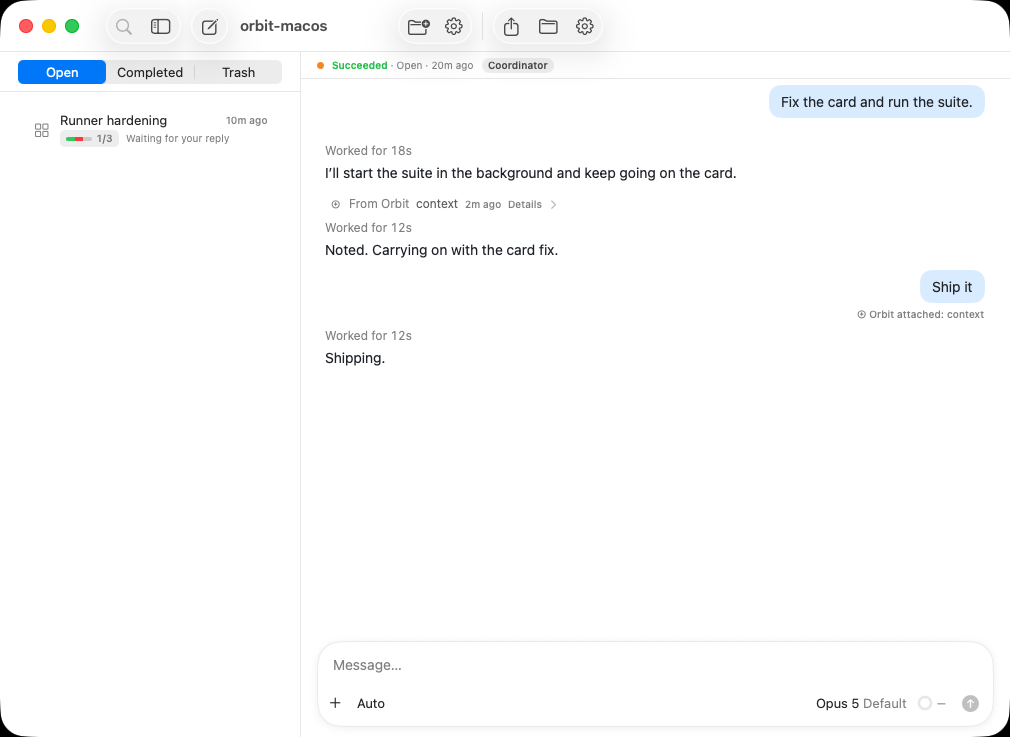 orbit-macos
Open
Completed
Trash
Succeeded · Open · 20m ago
Coordinator
Runner hardening
10m ago
1/3
Waiting for your reply
Fix the card and run the suite.
Worked for 18s
I’ll start the suite in the background and keep going on the card.
From Orbit context 2m ago Details
Worked for 12s
Noted. Carrying on with the card fix.
Ship it
Orbit attached: context
Worked for 12s
Shipping.
Message…
Auto
Opus 5 Default